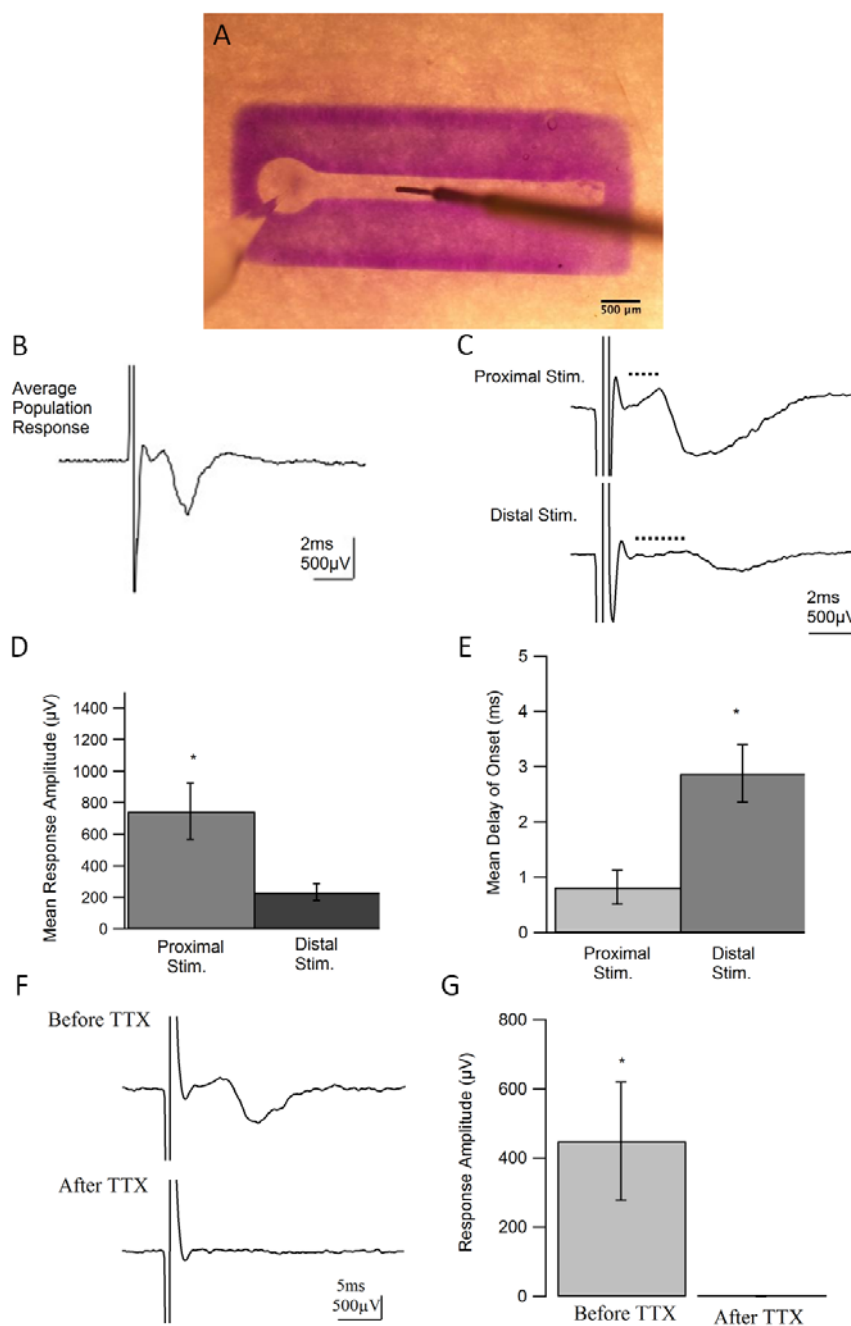 A
500 µm
B
Average
Population
Response
2ms
500µV
C
Proximal Stim.
Distal Stim.
2ms
500µV
D
Mean Response Amplitude (µV)
1400
1200
1000
800
600
400
200
0
*
Proximal
Stim.
Distal
Stim.
E
Mean Delay of Onset (ms)
5
4
3
2
1
0
*
Proximal
Stim.
Distal
Stim.
F
Before TTX
After TTX
5ms
500µV
G
Response Amplitude (µV)
800
600
400
200
0
*
Before TTX
After TTX